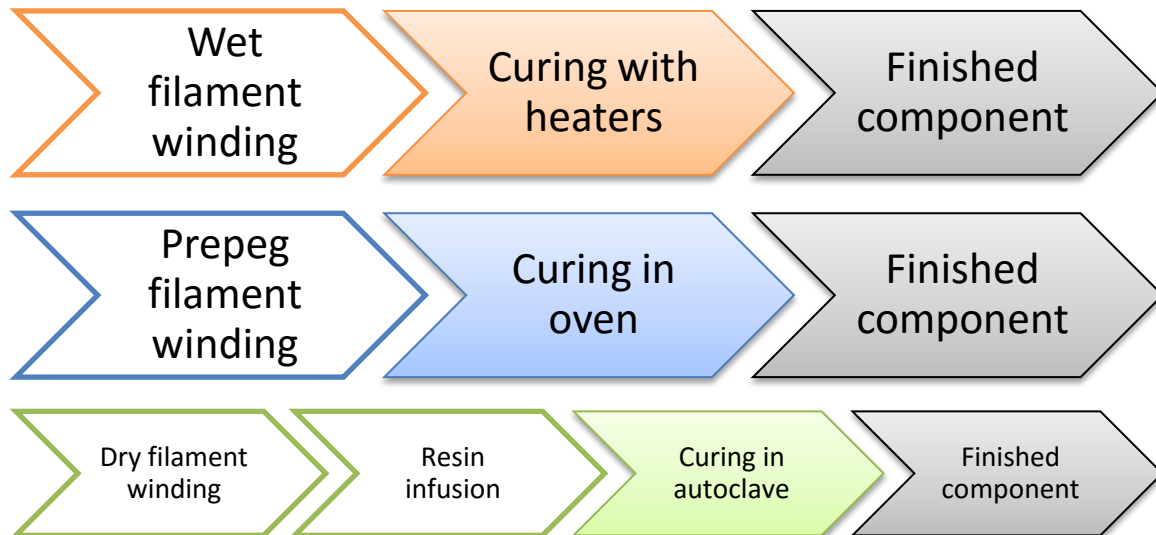 Wet
filament
winding
Curing with
heaters
Finished
component
Prepeg
filament
winding
Curing in
oven
Finished
component
Dry filament
winding
Resin
infusion
Curing in
autoclave
Finished
component